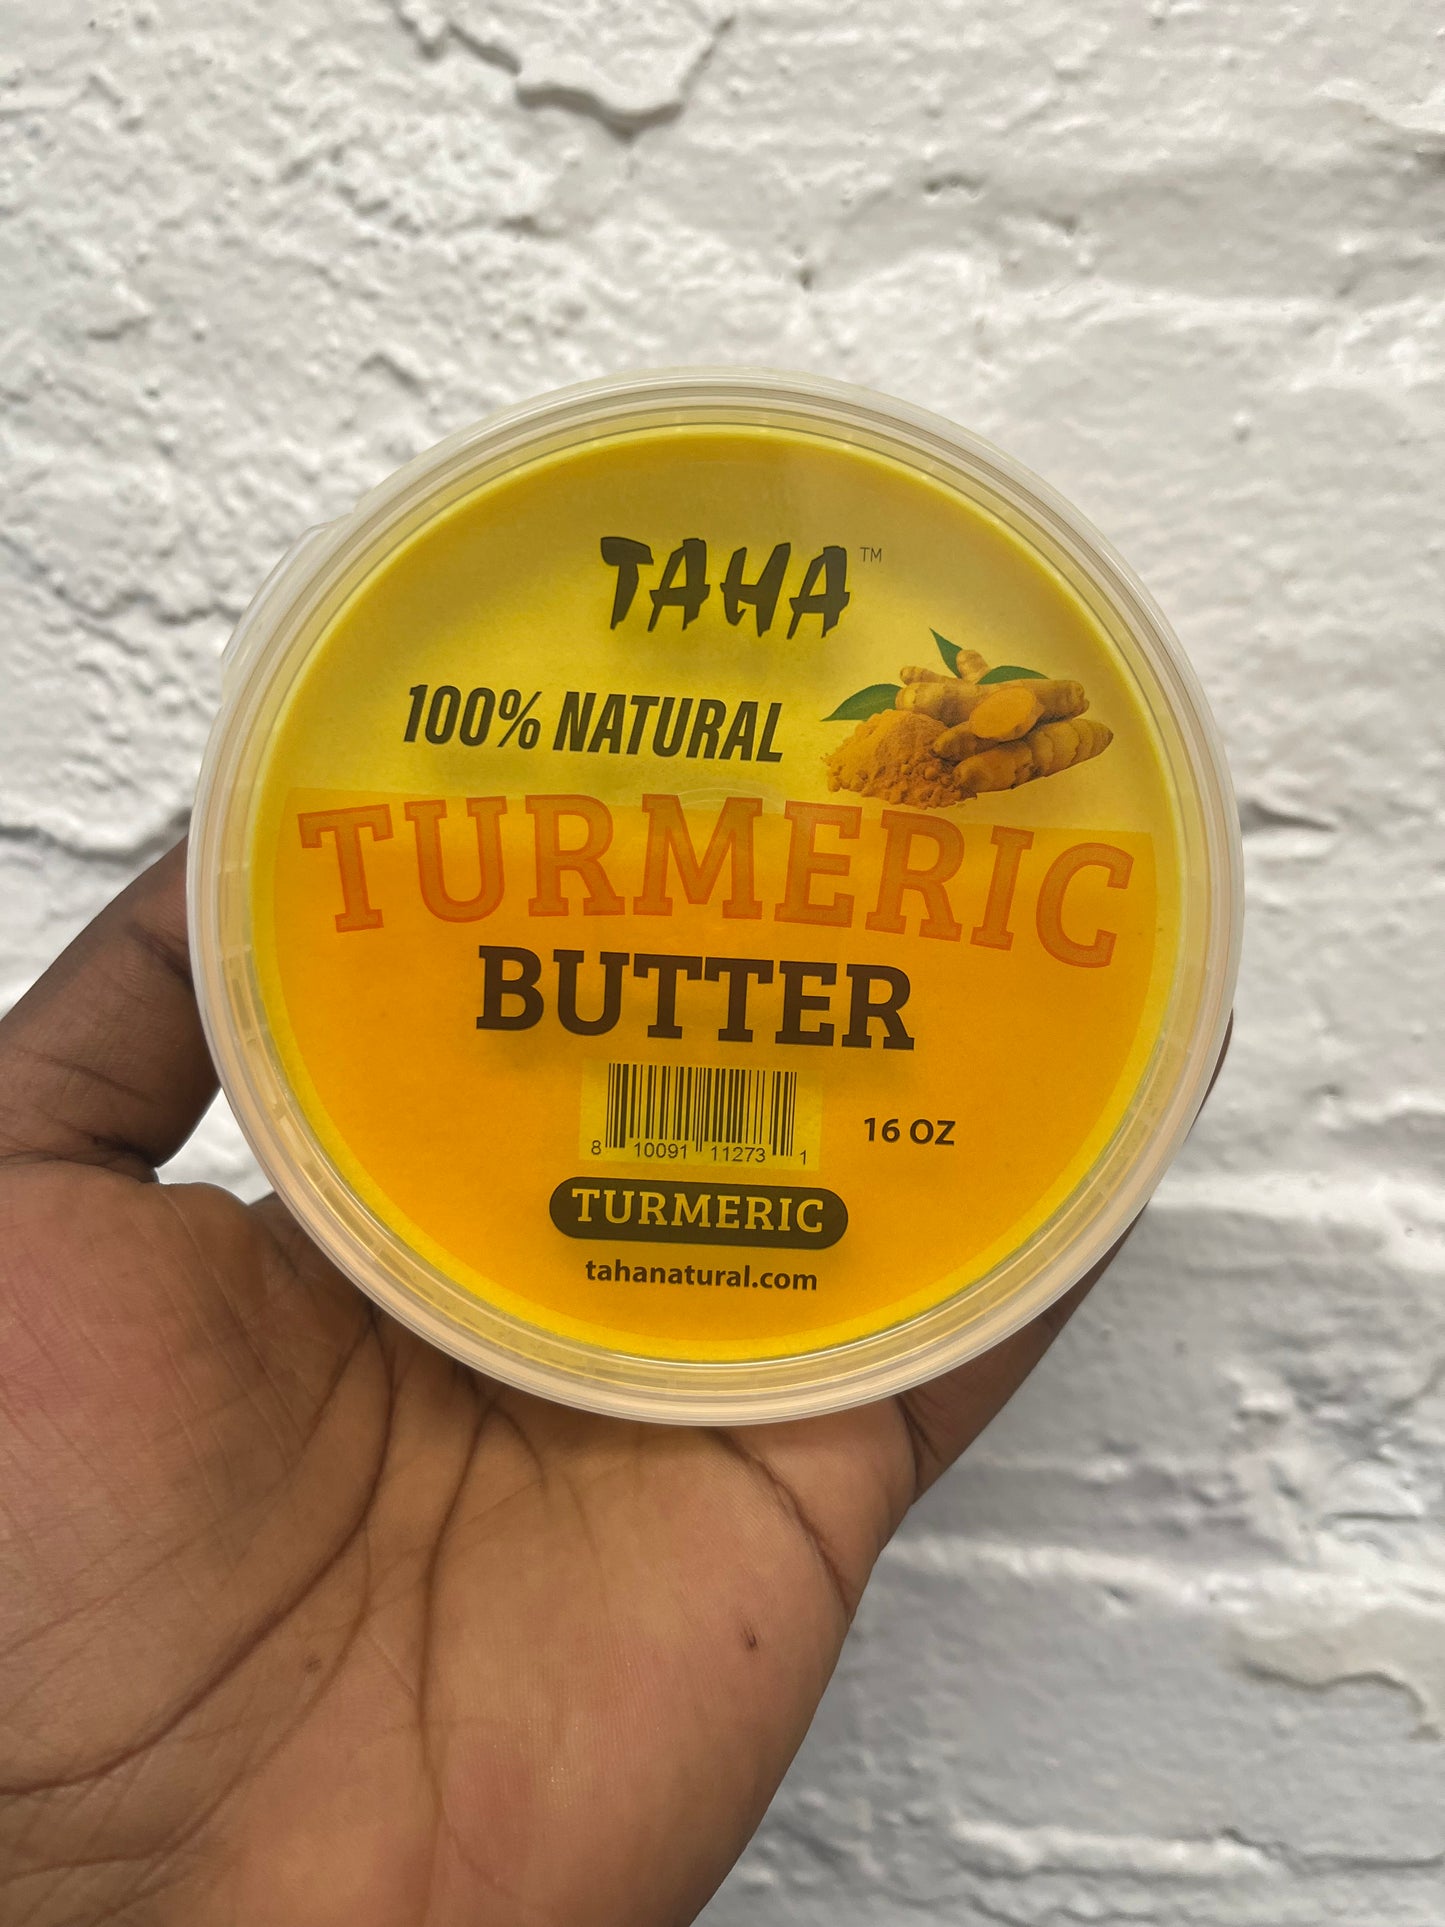 TAHA™
100% NATURAL
TURMERIC
BUTTER
8 10091 11273 1
16 OZ
TURMERIC
tahanatural.com